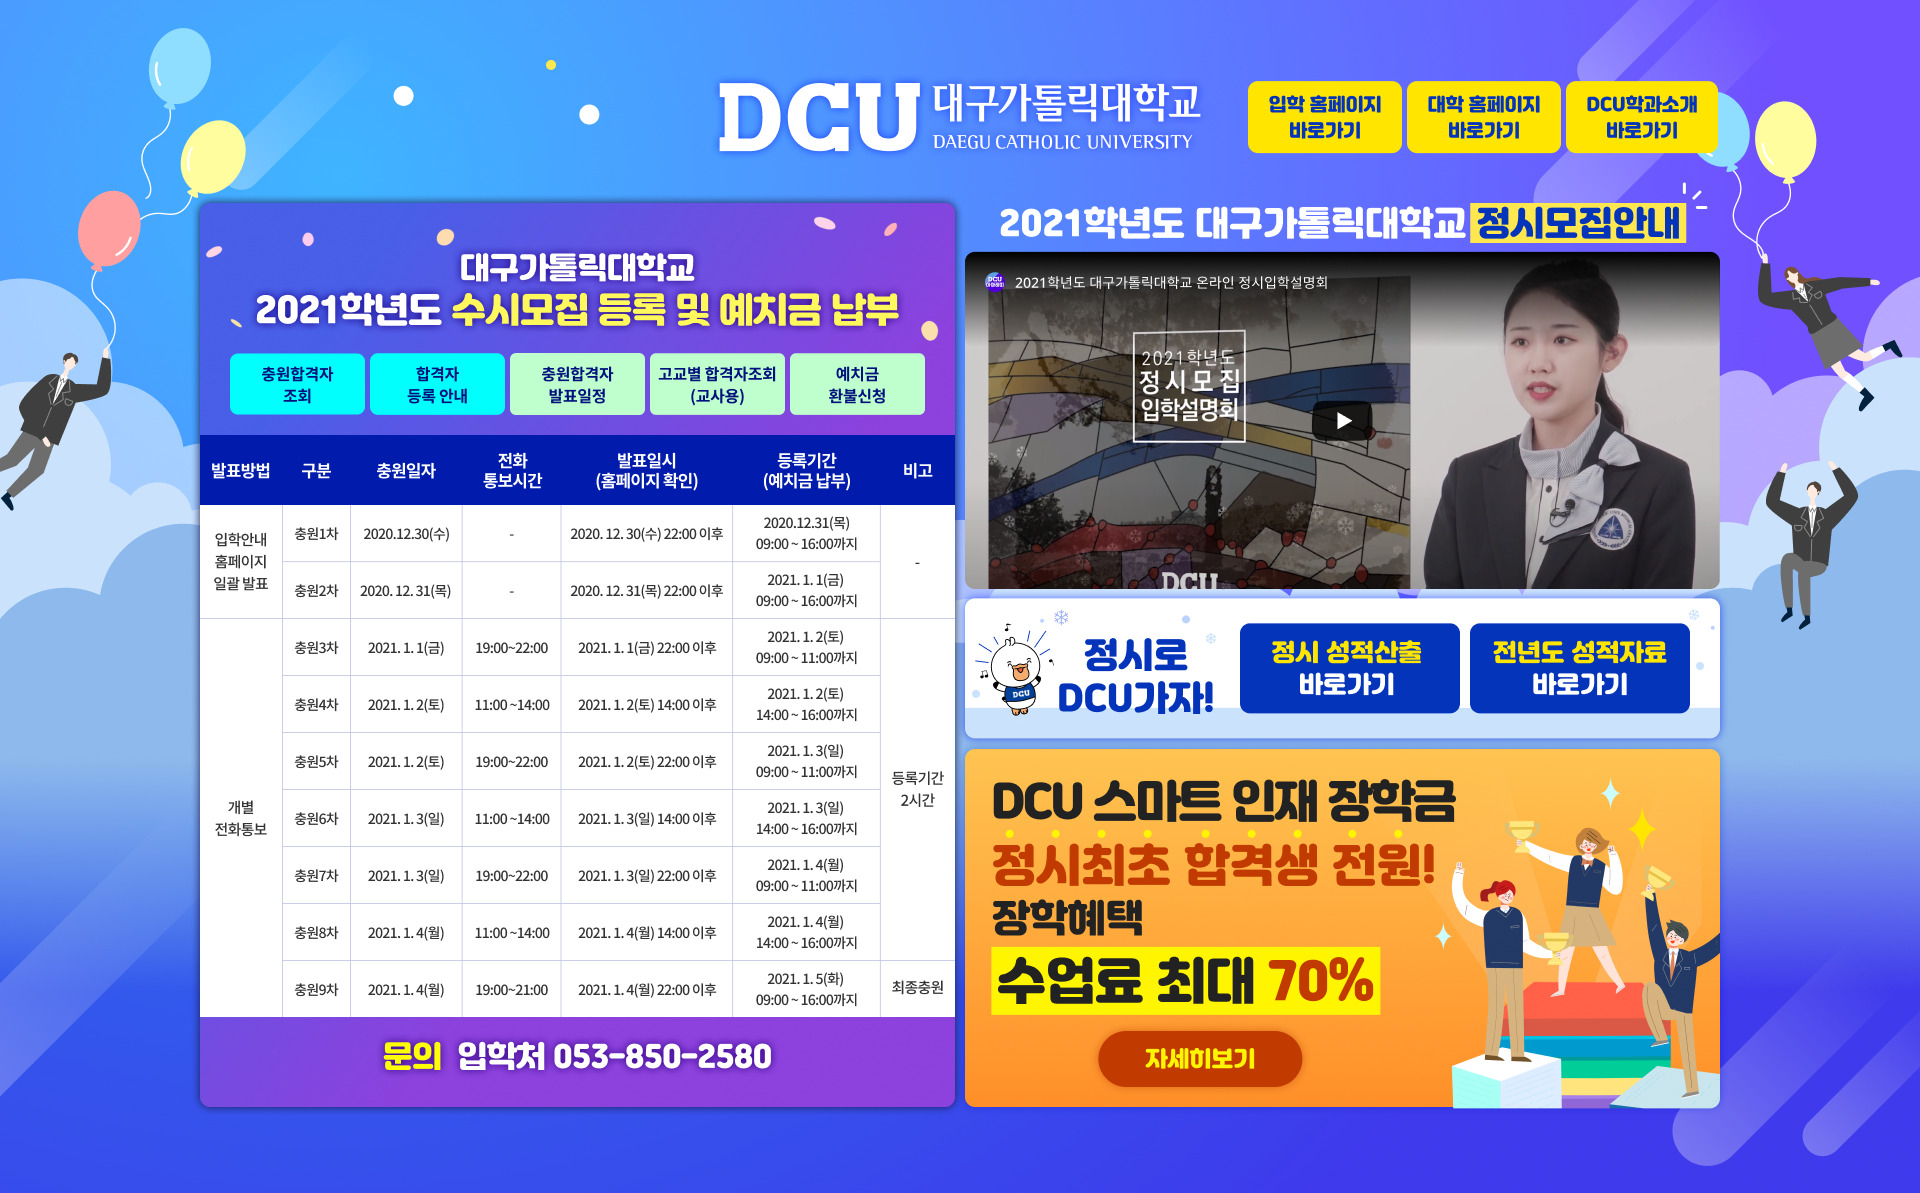 DCU 대구가톨릭대학교
DAEGU CATHOLIC UNIVERSITY
입학 홈페이지
바로가기
대학 홈페이지
바로가기
DCU학과소개
바로가기
대구가톨릭대학교
2021학년도 수시모집 등록 및 예치금 납부
충원합격자
조회
합격자
등록 안내
충원합격자
발표일정
고교별 합격자조회
(교사용)
예치금
환불신청
발표방법 구분 충원일자 전화 통보시간 발표일시 (홈페이지 확인) 등록기간 (예치금 납부) 비고
입학안내
홈페이지
일괄 발표
충원1차 2020.12.30(수) - 2020. 12. 30(수) 22:00 이후 2020.12.31(목) 09:00 ~ 16:00까지
-
충원2차 2020. 12. 31(목) - 2020. 12. 31(목) 22:00 이후 2021. 1. 1(금) 09:00 ~ 16:00까지
개별
전화통보
충원3차 2021. 1. 1(금) 19:00~22:00 2021. 1. 1(금) 22:00 이후 2021. 1. 2(토) 09:00 ~ 11:00까지
충원4차 2021. 1. 2(토) 11:00 ~14:00 2021. 1. 2(토) 14:00 이후 2021. 1. 2(토) 14:00 ~ 16:00까지
충원5차 2021. 1. 2(토) 19:00~22:00 2021. 1. 2(토) 22:00 이후 2021. 1. 3(일) 09:00 ~ 11:00까지
등록기간
2시간
충원6차 2021. 1. 3(일) 11:00 ~14:00 2021. 1. 3(일) 14:00 이후 2021. 1. 3(일) 14:00 ~ 16:00까지
충원7차 2021. 1. 3(일) 19:00~22:00 2021. 1. 3(일) 22:00 이후 2021. 1. 4(월) 09:00 ~ 11:00까지
충원8차 2021. 1. 4(월) 11:00 ~14:00 2021. 1. 4(월) 14:00 이후 2021. 1. 4(월) 14:00 ~ 16:00까지
충원9차 2021. 1. 4(월) 19:00~21:00 2021. 1. 4(월) 22:00 이후 2021. 1. 5(화) 09:00 ~ 16:00까지 최종충원
문의 입학처 053-850-2580
2021학년도 대구가톨릭대학교 정시모집안내
DCU
2021학년도 대구가톨릭대학교 온라인 정시입학설명회
2021학년도
정시모집
입학설명회
DCU
정시로
DCU가자!
DCU
정시 성적산출
바로가기
전년도 성적자료
바로가기
DCU 스마트 인재 장학금
정시최초 합격생 전원!
장학혜택
수업료 최대 70%
자세히보기